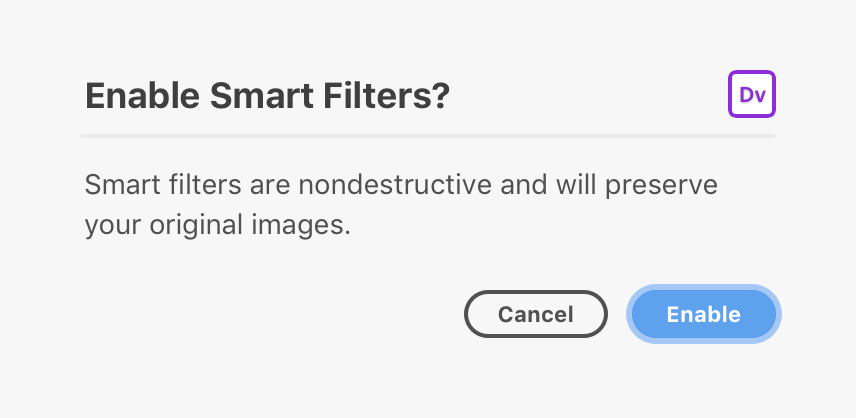 Enable Smart Filters?
Dv
Smart filters are nondestructive and will preserve
your original images.
Cancel
Enable